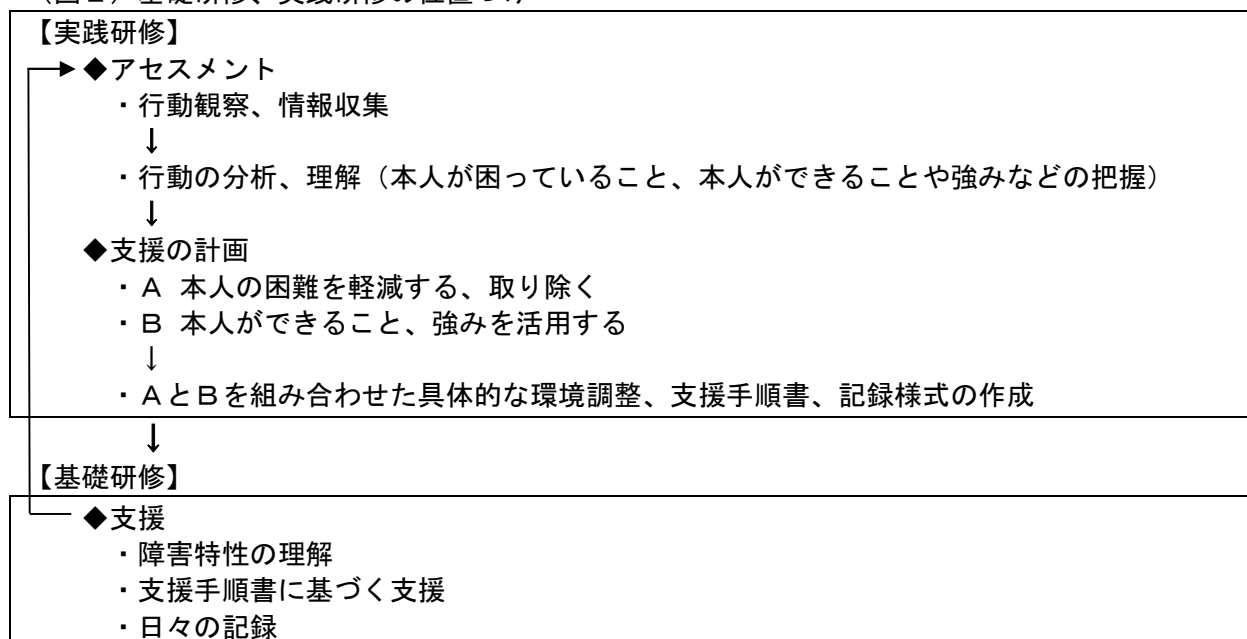 【実践研修】
◆アセスメント
・行動観察、情報収集
↓
・行動の分析、理解（本人が困っていること、本人ができることや強みなどの把握）
↓
◆支援の計画
・Ａ 本人の困難を軽減する、取り除く
・Ｂ 本人ができること、強みを活用する
↓
・ＡとＢを組み合わせた具体的な環境調整、支援手順書、記録様式の作成
↓
【基礎研修】
◆支援
・障害特性の理解
・支援手順書に基づく支援
・日々の記録